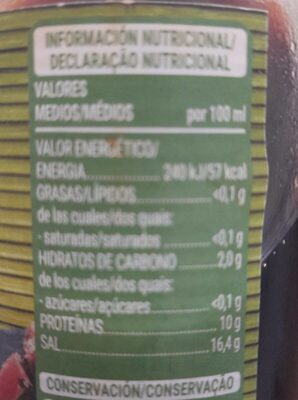 INFORMACIÓN NUTRICIONAL/
DECLARAÇÃO NUTRICIONAL
VALORES
MEDIOS/MÉDIOS por 100 ml
VALOR ENERGÉTICO/
ENERGIA 240 kJ/57 kcal
GRASAS/LÍPIDOS <0,1 g
de las cuales/dos quais:
- saturadas/saturados <0,1 g
HIDRATOS DE CARBONO 2,0 g
de los cuales/dos quais:
- azúcares/açúcares <0,1 g
PROTEÍNAS 10 g
SAL 16,4 g
CONSERVACIÓN/CONSERVAÇÃO